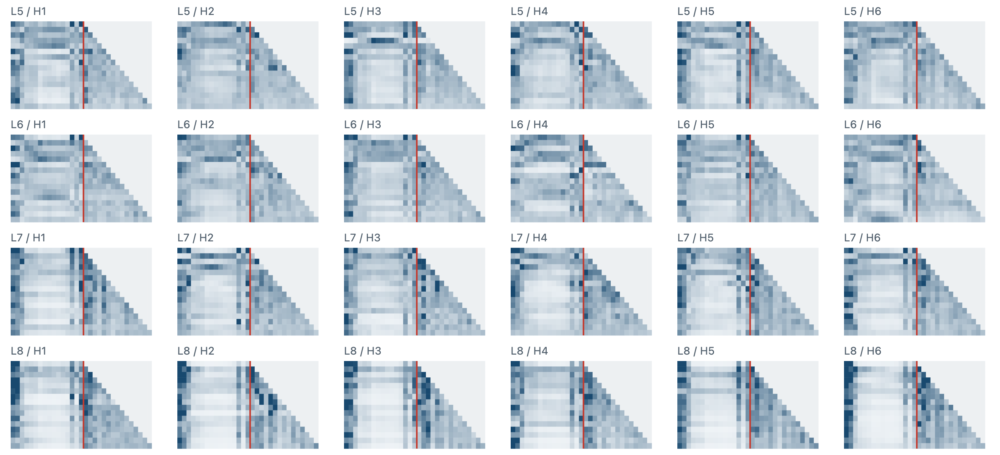 L5 / H1
L5 / H2
L5 / H3
L5 / H4
L5 / H5
L5 / H6
L6 / H1
L6 / H2
L6 / H3
L6 / H4
L6 / H5
L6 / H6
L7 / H1
L7 / H2
L7 / H3
L7 / H4
L7 / H5
L7 / H6
L8 / H1
L8 / H2
L8 / H3
L8 / H4
L8 / H5
L8 / H6